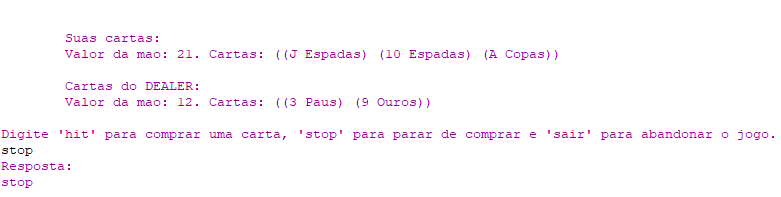 Suas cartas:
Valor da mao: 21. Cartas: ((J Espadas) (10 Espadas) (A Copas))
Cartas do DEALER:
Valor da mao: 12. Cartas: ((3 Paus) (9 Ouros))
Digite 'hit' para comprar uma carta, 'stop' para parar de comprar e 'sair' para abandonar o jogo.
stop
Resposta:
stop